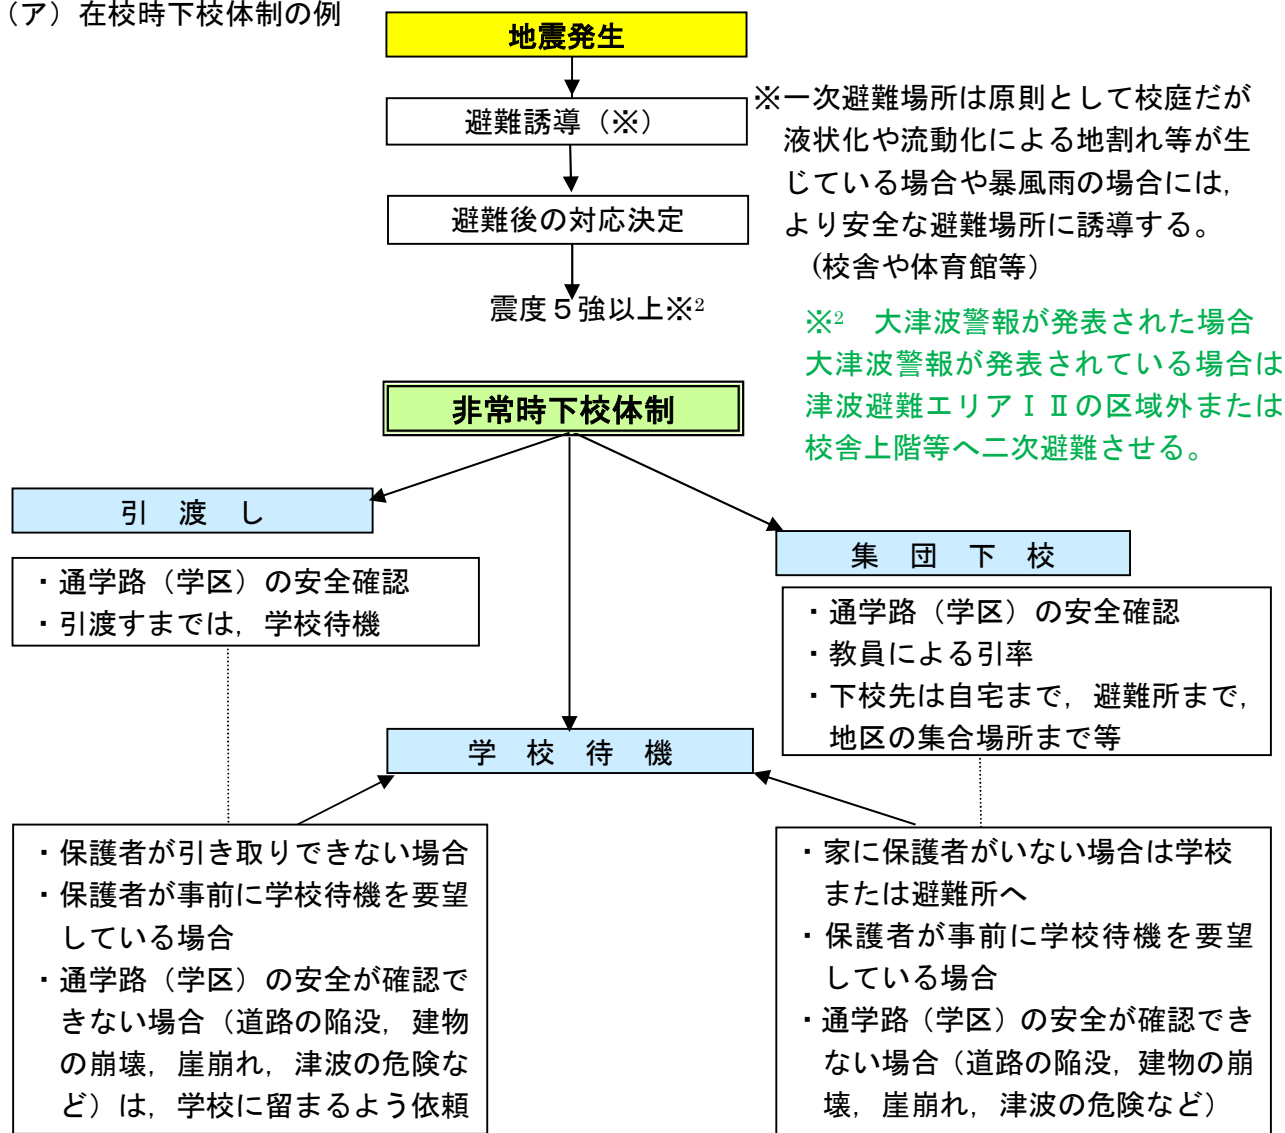 （ア）在校時下校体制の例
地震発生
避難誘導（※）
※一次避難場所は原則として校庭だが
液状化や流動化による地割れ等が生
じている場合や暴風雨の場合には，
より安全な避難場所に誘導する。
（校舎や体育館等）
避難後の対応決定
震度５強以上※2
※2　大津波警報が発表された場合
大津波警報が発表されている場合は
津波避難エリアⅠⅡの区域外または
校舎上階等へ二次避難させる。
非常時下校体制
引　渡　し
・通学路（学区）の安全確認
・引渡すまでは，学校待機
集　団　下　校
・通学路（学区）の安全確認
・教員による引率
・下校先は自宅まで，避難所まで，
地区の集合場所まで等
学　校　待　機
・保護者が引き取りできない場合
・保護者が事前に学校待機を要望
している場合
・通学路（学区）の安全が確認で
きない場合（道路の陥没，建物
の崩壊，崖崩れ，津波の危険な
ど）は，学校に留まるよう依頼
・家に保護者がいない場合は学校
または避難所へ
・保護者が事前に学校待機を要望
している場合
・通学路（学区）の安全が確認でき
ない場合（道路の陥没，建物の崩
壊，崖崩れ，津波の危険など）